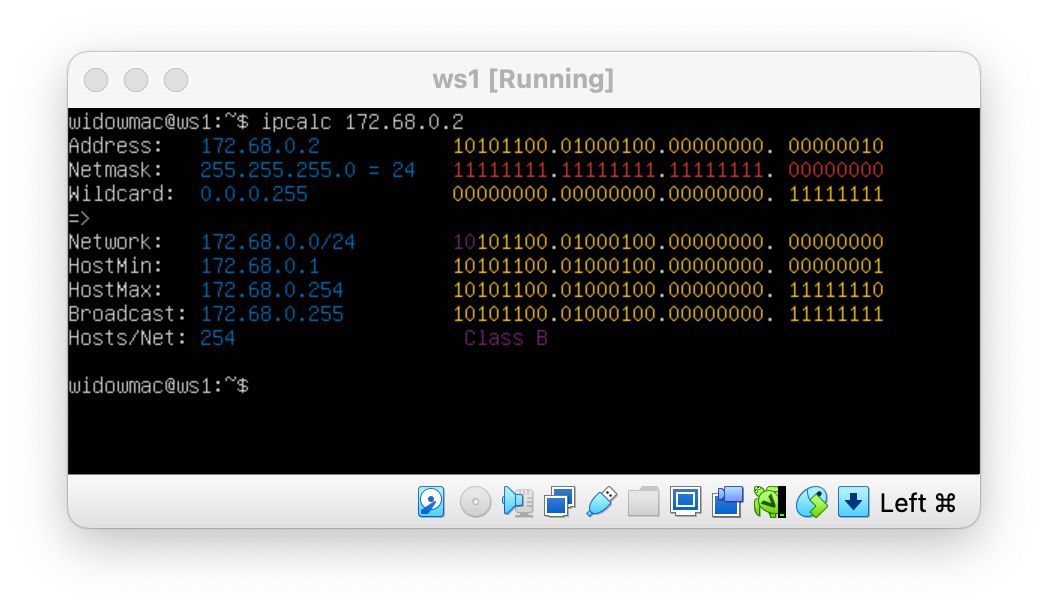 ws1 [Running]
widowmac@ws1:~$ ipcalc 172.68.0.2
Address:   172.68.0.2           10101100.01000100.00000000. 00000010
Netmask:   255.255.255.0 = 24   11111111.11111111.11111111. 00000000
Wildcard:  0.0.0.255            00000000.00000000.00000000. 11111111
=>
Network:   172.68.0.0/24        10101100.01000100.00000000. 00000000
HostMin:   172.68.0.1           10101100.01000100.00000000. 00000001
HostMax:   172.68.0.254         10101100.01000100.00000000. 11111110
Broadcast: 172.68.0.255         10101100.01000100.00000000. 11111111
Hosts/Net: 254                   Class B
widowmac@ws1:~$
Left ⌘